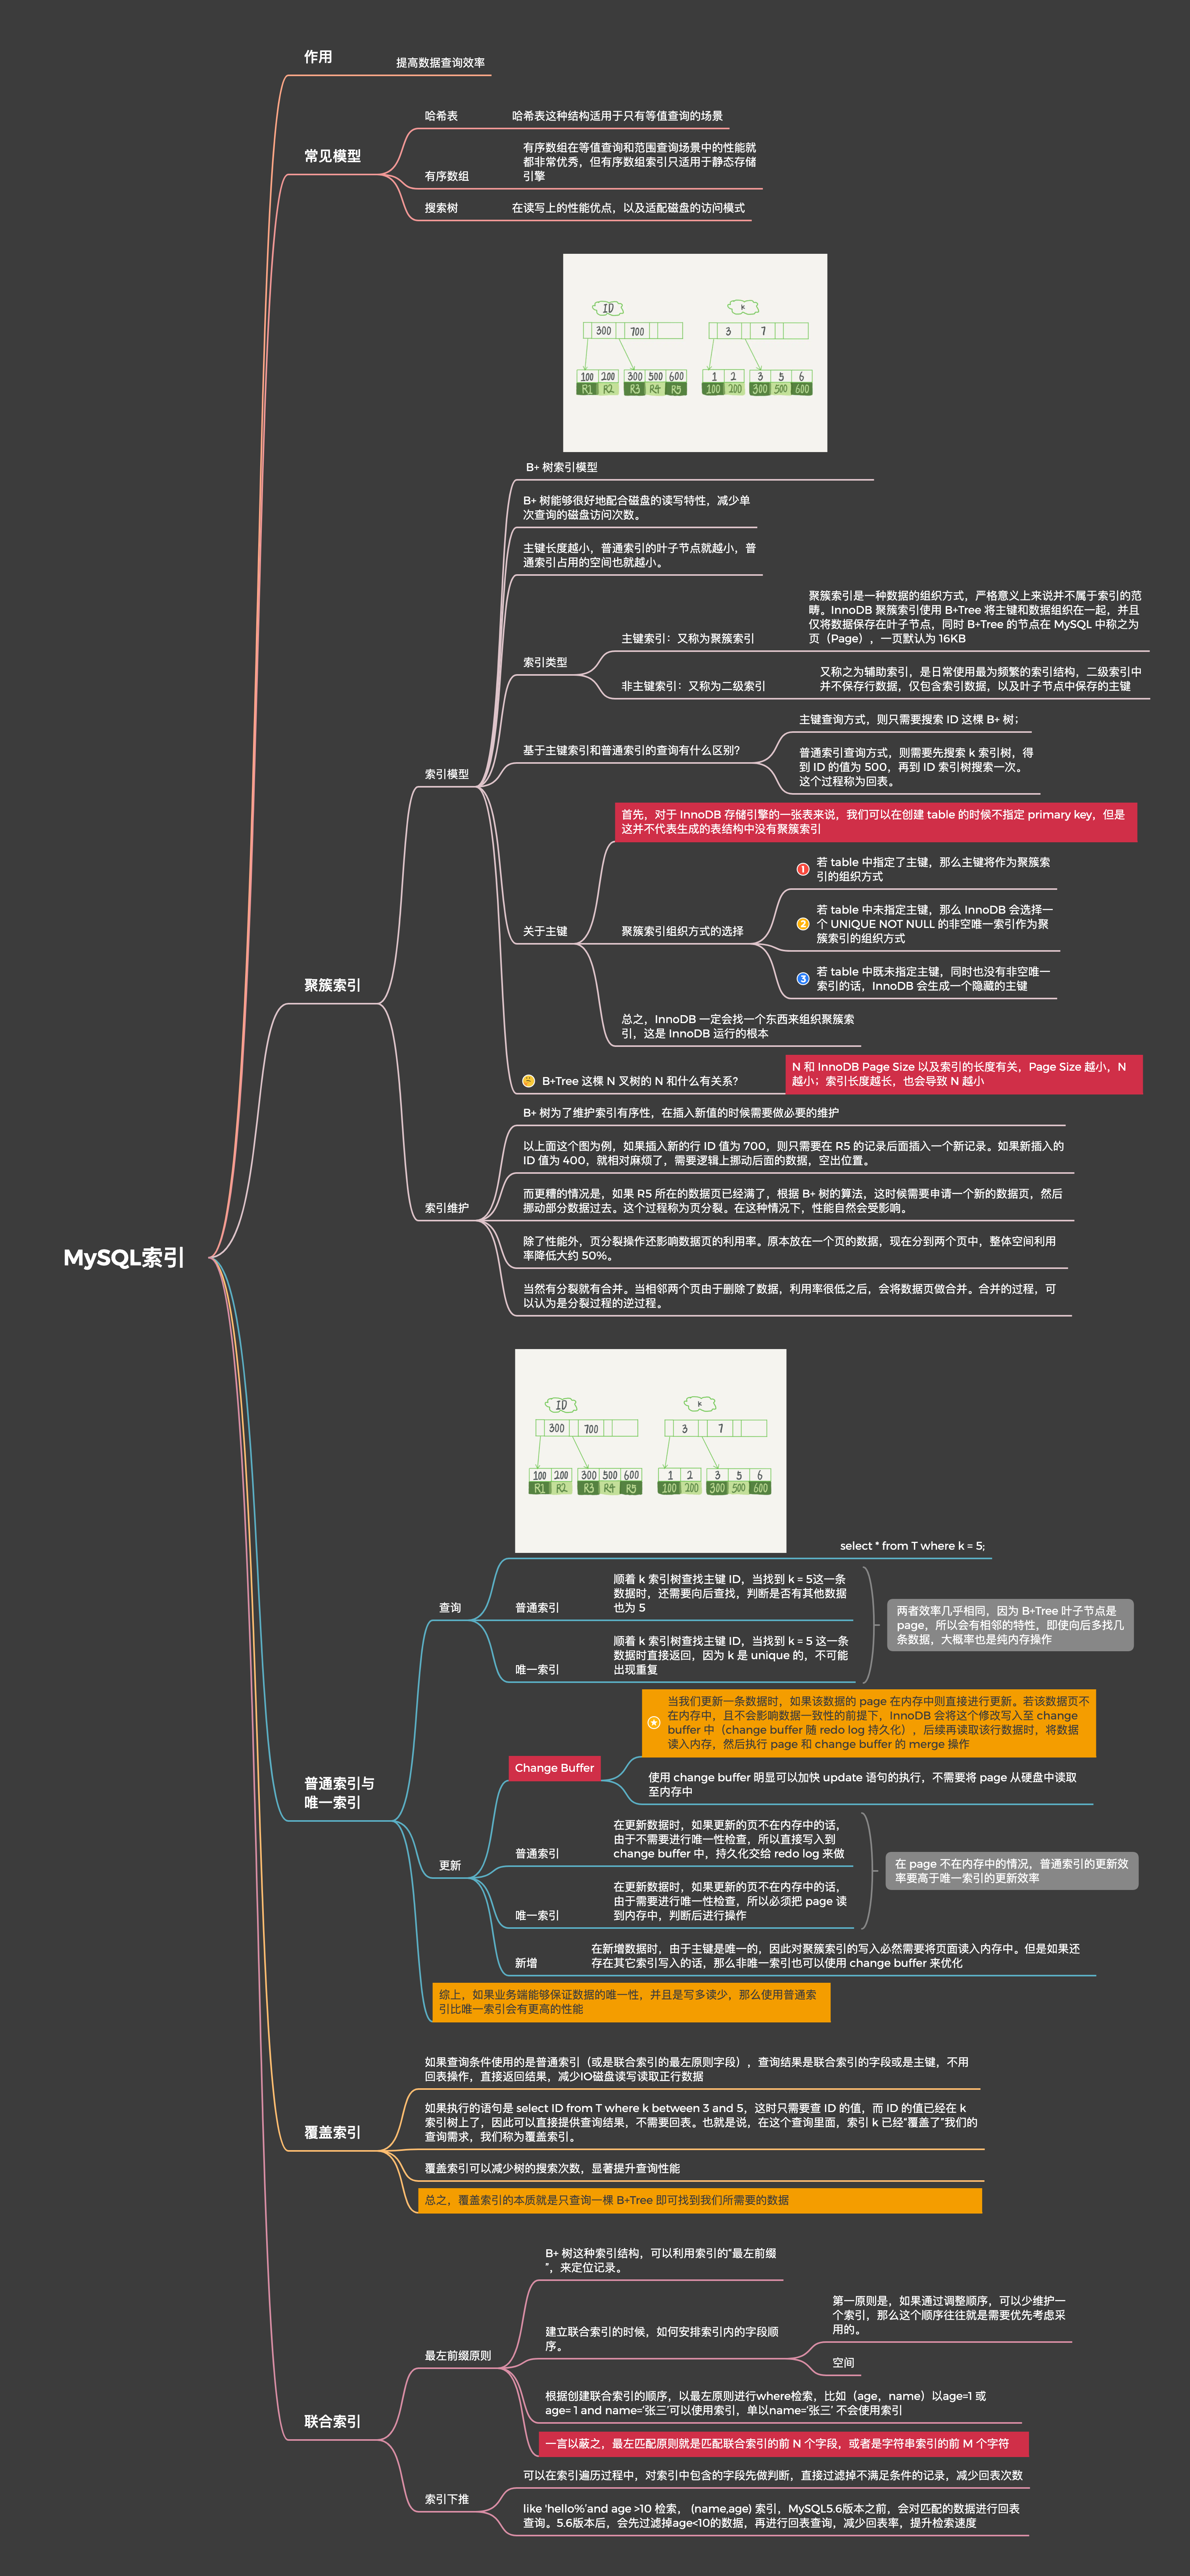 作用
提高数据查询效率
常见模型
哈希表
哈希表这种结构适用于只有等值查询的场景
有序数组
有序数组在等值查询和范围查询场景中的性能就
都非常优秀，但有序数组索引只适用于静态存储
引擎
搜索树
在读写上的性能优点，以及适配磁盘的访问模式
ID
300 700
100 200 300 500 600
R1 R2 R3 R4 R5
k
3 7
1 2 3 5 6
100 200 300 500 600
B+ 树索引模型
B+ 树能够很好地配合磁盘的读写特性，减少单
次查询的磁盘访问次数。
主键长度越小，普通索引的叶子节点就越小，普
通索引占用的空间也就越小。
索引类型
主键索引：又称为聚簇索引
聚簇索引是一种数据的组织方式，严格意义上来说并不属于索引的范
畴。InnoDB 聚簇索引使用 B+Tree 将主键和数据组织在一起，并且
仅将数据保存在叶子节点，同时 B+Tree 的节点在 MySQL 中称之为
页（Page），一页默认为 16KB
非主键索引：又称为二级索引
又称之为辅助索引，是日常使用最为频繁的索引结构，二级索引中
并不保存行数据，仅包含索引数据，以及叶子节点中保存的主键
基于主键索引和普通索引的查询有什么区别?
主键查询方式，则只需要搜索 ID 这棵 B+ 树；
普通索引查询方式，则需要先搜索 k 索引树，得
到 ID 的值为 500，再到 ID 索引树搜索一次。
这个过程称为回表。
索引模型
关于主键
首先，对于 InnoDB 存储引擎的一张表来说，我们可以在创建 table 的时候不指定 primary key，但是
这并不代表生成的表结构中没有聚簇索引
聚簇索引组织方式的选择
1 若 table 中指定了主键，那么主键将作为聚簇索
引的组织方式
2 若 table 中未指定主键，那么 InnoDB 会选择一
个 UNIQUE NOT NULL 的非空唯一索引作为聚
簇索引的组织方式
3 若 table 中既未指定主键，同时也没有非空唯一
索引的话，InnoDB 会生成一个隐藏的主键
总之，InnoDB 一定会找一个东西来组织聚簇索
引，这是 InnoDB 运行的根本
B+Tree 这棵 N 叉树的 N 和什么有关系?
N 和 InnoDB Page Size 以及索引的长度有关，Page Size 越小，N
越小；索引长度越长，也会导致 N 越小
聚簇索引
索引维护
B+ 树为了维护索引有序性，在插入新值的时候需要做必要的维护
以上面这个图为例，如果插入新的行 ID 值为 700，则只需要在 R5 的记录后面插入一个新记录。如果新插入的
ID 值为 400，就相对麻烦了，需要逻辑上挪动后面的数据，空出位置。
而更糟的情况是，如果 R5 所在的数据页已经满了，根据 B+ 树的算法，这时候需要申请一个新的数据页，然后
挪动部分数据过去。这个过程称为页分裂。在这种情况下，性能自然会受影响。
除了性能外，页分裂操作还影响数据页的利用率。原本放在一个页的数据，现在分到两个页中，整体空间利用
率降低大约 50%。
当然有分裂就有合并。当相邻两个页由于删除了数据，利用率很低之后，会将数据页做合并。合并的过程，可
以认为是分裂过程的逆过程。
MySQL索引
ID
300 700
100 200 300 500 600
R1 R2 R3 R4 R5
k
3 7
1 2 3 5 6
100 200 300 500 600
select * from T where k = 5;
查询
普通索引
顺着 k 索引树查找主键 ID，当找到 k = 5这一条
数据时，还需要向后查找，判断是否有其他数据
也为 5
唯一索引
顺着 k 索引树查找主键 ID，当找到 k = 5 这一条
数据时直接返回，因为 k 是 unique 的，不可能
出现重复
两者效率几乎相同，因为 B+Tree 叶子节点是
page，所以会有相邻的特性，即使向后多找几
条数据，大概率也是纯内存操作
普通索引与
唯一索引
更新
Change Buffer
当我们更新一条数据时，如果该数据的 page 在内存中则直接进行更新。若该数据页不
在内存中，且不会影响数据一致性的前提下，InnoDB 会将这个修改写入至 change
buffer 中（change buffer 随 redo log 持久化），后续再读取该行数据时，将数据
读入内存，然后执行 page 和 change buffer 的 merge 操作
使用 change buffer 明显可以加快 update 语句的执行，不需要将 page 从硬盘中读取
至内存中
普通索引
在更新数据时，如果更新的页不在内存中的话，
由于不需要进行唯一性检查，所以直接写入到
change buffer 中，持久化交给 redo log 来做
唯一索引
在更新数据时，如果更新的页不在内存中的话，
由于需要进行唯一性检查，所以必须把 page 读
到内存中，判断后进行操作
在 page 不在内存中的情况，普通索引的更新效
率要高于唯一索引的更新效率
新增
在新增数据时，由于主键是唯一的，因此对聚簇索引的写入必然需要将页面读入内存中。但是如果还
存在其它索引写入的话，那么非唯一索引也可以使用 change buffer 来优化
综上，如果业务端能够保证数据的唯一性，并且是写多读少，那么使用普通索
引比唯一索引会有更高的性能
覆盖索引
如果查询条件使用的是普通索引（或是联合索引的最左原则字段），查询结果是联合索引的字段或是主键，不用
回表操作，直接返回结果，减少IO磁盘读写读取正行数据
如果执行的语句是 select ID from T where k between 3 and 5，这时只需要查 ID 的值，而 ID 的值已经在 k
索引树上了，因此可以直接提供查询结果，不需要回表。也就是说，在这个查询里面，索引 k 已经“覆盖了”我们的
查询需求，我们称为覆盖索引。
覆盖索引可以减少树的搜索次数，显著提升查询性能
总之，覆盖索引的本质就是只查询一棵 B+Tree 即可找到我们所需要的数据
联合索引
最左前缀原则
B+ 树这种索引结构，可以利用索引的“最左前缀
”，来定位记录。
建立联合索引的时候，如何安排索引内的字段顺
序。
第一原则是，如果通过调整顺序，可以少维护一
个索引，那么这个顺序往往就是需要优先考虑采
用的。
空间
根据创建联合索引的顺序，以最左原则进行where检索，比如（age，name）以age=1 或
age= 1 and name=‘张三’可以使用索引，单以name=‘张三’ 不会使用索引
一言以蔽之，最左匹配原则就是匹配联合索引的前 N 个字段，或者是字符串索引的前 M 个字符
索引下推
可以在索引遍历过程中，对索引中包含的字段先做判断，直接过滤掉不满足条件的记录，减少回表次数
like 'hello%’and age >10 检索，（name,age）索引，MySQL5.6版本之前，会对匹配的数据进行回表
查询。5.6版本后，会先过滤掉age<10的数据，再进行回表查询，减少回表率，提升检索速度